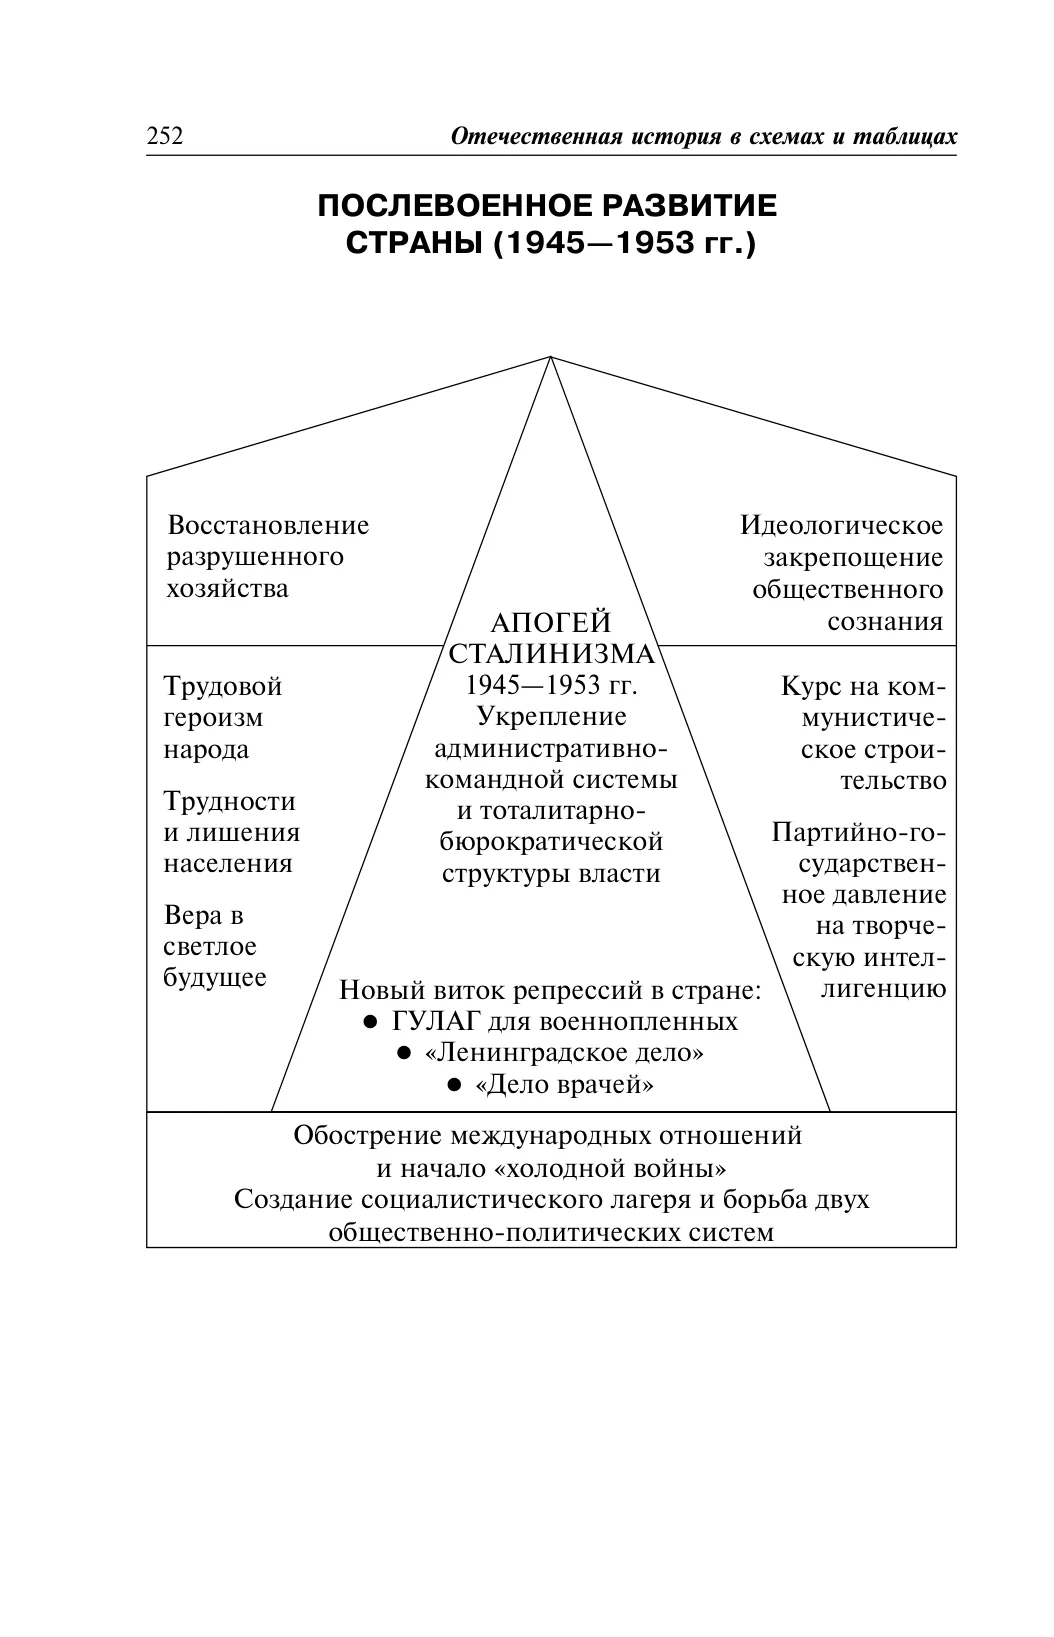 252
Отечественная история в схемах и таблицах
ПОСЛЕВОЕННОЕ РАЗВИТИЕ
СТРАНЫ (1945—1953 гг.)
Восстановление
разрушенного
хозяйства
Трудовой
героизм
народа
Трудности
и лишения
населения
Вера в
светлое
будущее
АПОГЕЙ
СТАЛИНИЗМА
1945—1953 гг.
Укрепление
административно-
командной системы
и тоталитарно-
бюрократической
структуры власти
Новый виток репрессий в стране:
● ГУЛАГ для военнопленных
● «Ленинградское дело»
● «Дело врачей»
Идеологическое
закрепощение
общественного
сознания
Курс на ком-
мунистиче-
ское строи-
тельство
Партийно-го-
сударствен-
ное давление
на творче-
скую интел-
лигенцию
Обострение международных отношений
и начало «холодной войны»
Создание социалистического лагеря и борьба двух
общественно-политических систем